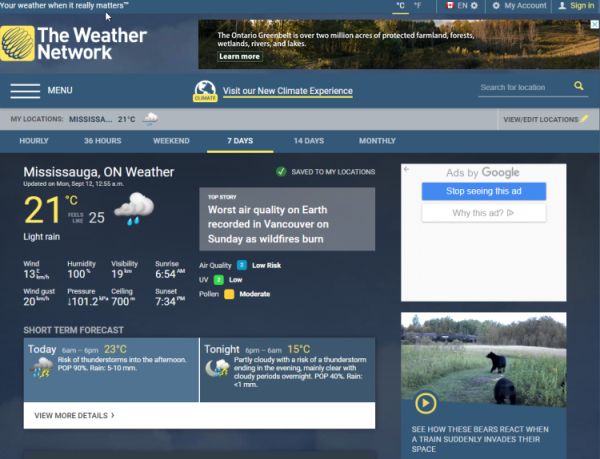 Your weather when it really matters™
°C °F EN My Account Sign in
The Weather
Network
The Ontario Greenbelt is over two million acres of protected farmland, forests,
wetlands, rivers, and lakes.
Learn more
MENU
CLIMATE
Visit our New Climate Experience
Search for location
MY LOCATIONS: MISSISSA... 21°C
VIEW/EDIT LOCATIONS
HOURLY 36 HOURS WEEKEND 7 DAYS 14 DAYS MONTHLY
Mississauga, ON Weather
Updated on Mon, Sept 12, 12:55 a.m.
SAVED TO MY LOCATIONS
21 °C
FEELS
LIKE 25
Light rain
TOP STORY
Worst air quality on Earth
recorded in Vancouver on
Sunday as wildfires burn
Wind Humidity Visibility Sunrise
13 E km/h 100 % 19 km 6:54 AM
Wind gust Pressure Ceiling Sunset
20 km/h ↓101.2 kPa 700 m 7:34 PM
Air Quality 2 Low Risk
UV 2 Low
Pollen Moderate
SHORT TERM FORECAST
Today 6am – 6pm 23°C
Risk of thunderstorms into the afternoon.
POP 90%. Rain: 5-10 mm.
Tonight 6pm – 6am 15°C
Partly cloudy with a risk of a thunderstorm
ending in the evening, mainly clear with
cloudy periods overnight. POP 40%. Rain:
<1 mm.
VIEW MORE DETAILS
Ads by Google
Stop seeing this ad
Why this ad?
SEE HOW THESE BEARS REACT WHEN
A TRAIN SUDDENLY INVADES THEIR
SPACE